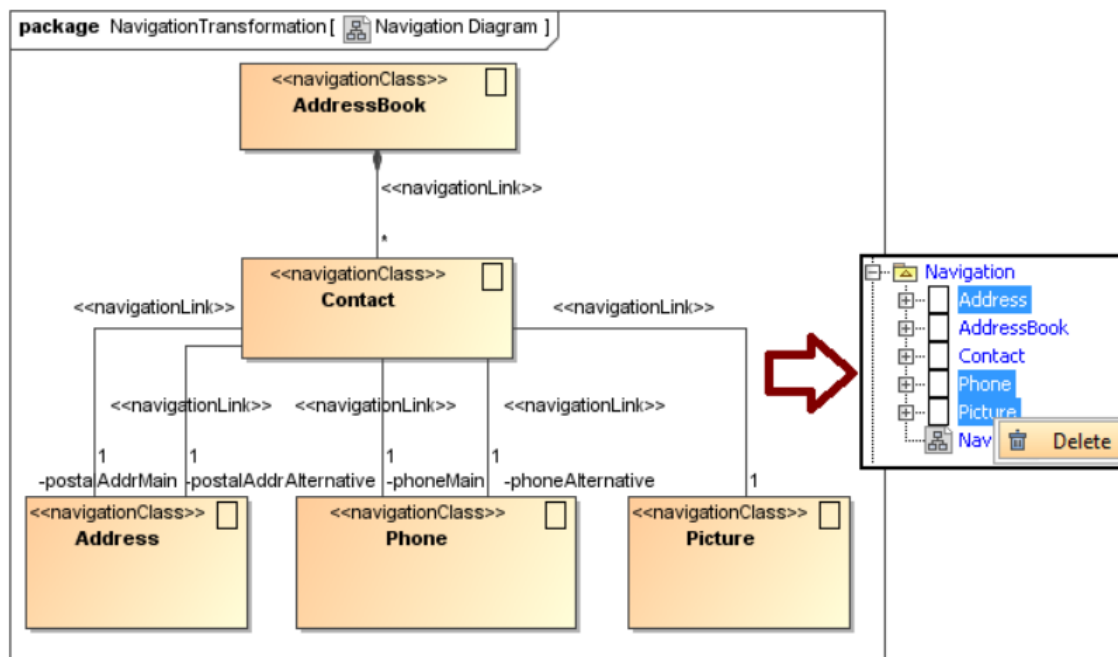 package NavigationTransformation [ Navigation Diagram ]
<<navigationClass>>
AddressBook
<<navigationLink>>
*
<<navigationClass>>
Contact
<<navigationLink>>
<<navigationLink>>
<<navigationLink>>
<<navigationLink>>
<<navigationLink>>
1
1
1
1
-postalAddrMain
-postalAddrAlternative
-phoneMain
-phoneAlternative
1
<<navigationClass>>
Address
<<navigationClass>>
Phone
<<navigationClass>>
Picture
Navigation
Address
AddressBook
Contact
Phone
Picture
Nav
Delete